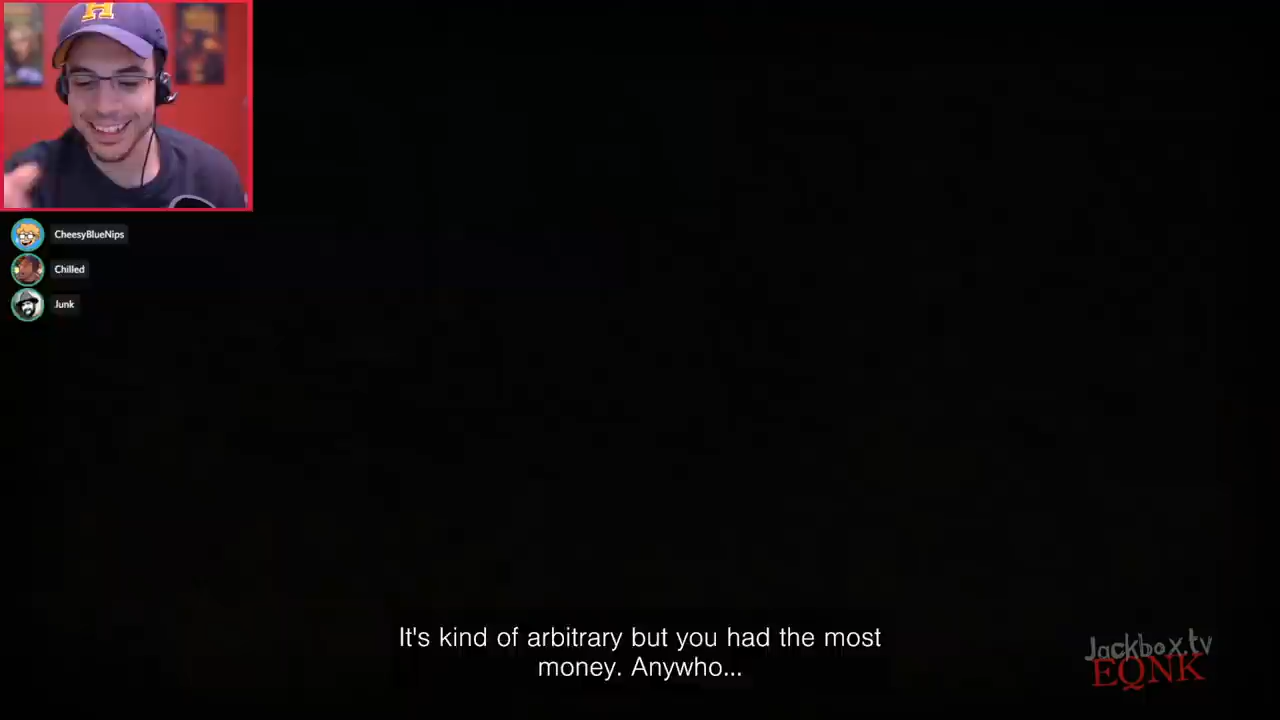 H
CheesyBlueNips
Chilled
Junk
It's kind of arbitrary but you had the most
money. Anywho...
Jackbox.tv
EQNK